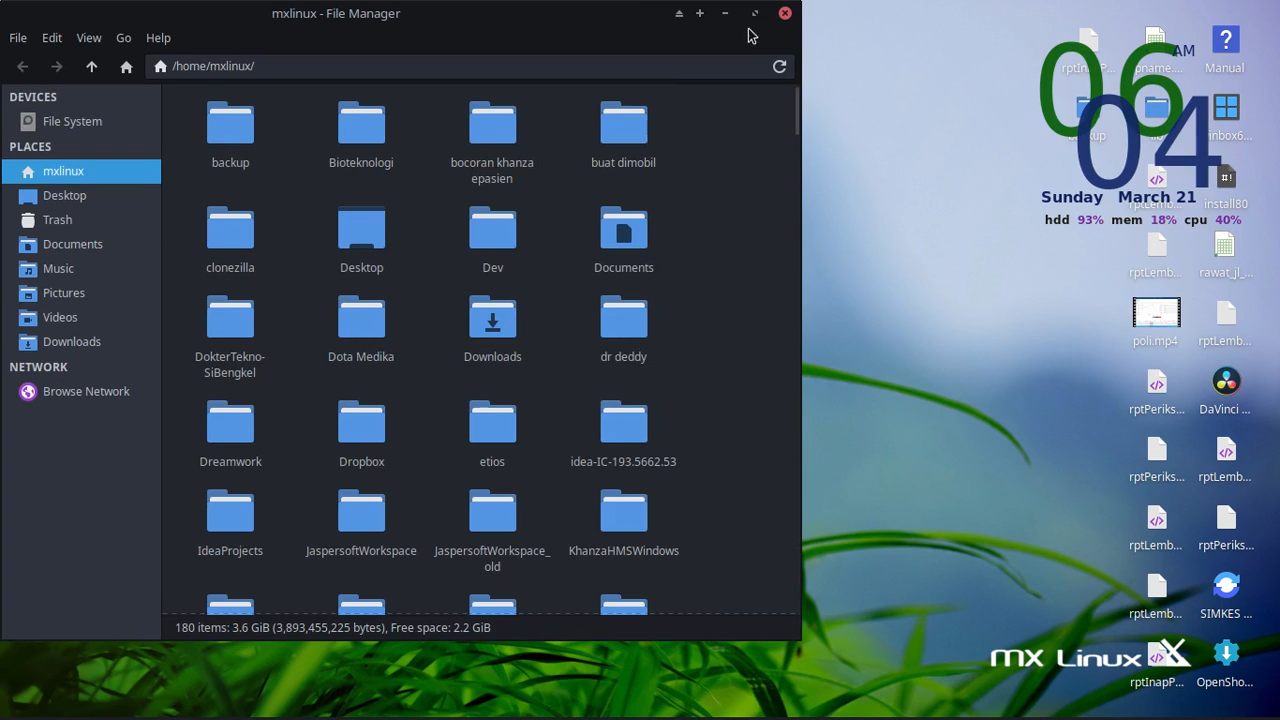 mxlinux - File Manager
File Edit View Go Help
/home/mxlinux/
DEVICES
File System
PLACES
mxlinux
Desktop
Trash
Documents
Music
Pictures
Videos
Downloads
NETWORK
Browse Network
backup Bioteknologi bocoran khanza buat dimobil
epasien
clonezilla Desktop Dev Documents
DokterTekno- Dota Medika Downloads dr deddy
SiBengkel
Dreamwork Dropbox etios idea-IC-193.5662.53
IdeaProjects JaspersoftWorkspace JaspersoftWorkspace_ KhanzaHMSWindows
old
180 items: 3.6 GiB (3,893,455,225 bytes), Free space: 2.2 GiB
06 AM
04
Sunday March 21
hdd 93% mem 18% cpu 40%
Manual
install80
rptLemb... rawat_jl_...
poli.mp4 rptLemb...
rptPeriks... DaVinci ...
rptPeriks... rptLemb...
rptLemb... rptPeriks...
rptLemb... SIMKES ...
rptInapP... OpenSho...
MX Linux